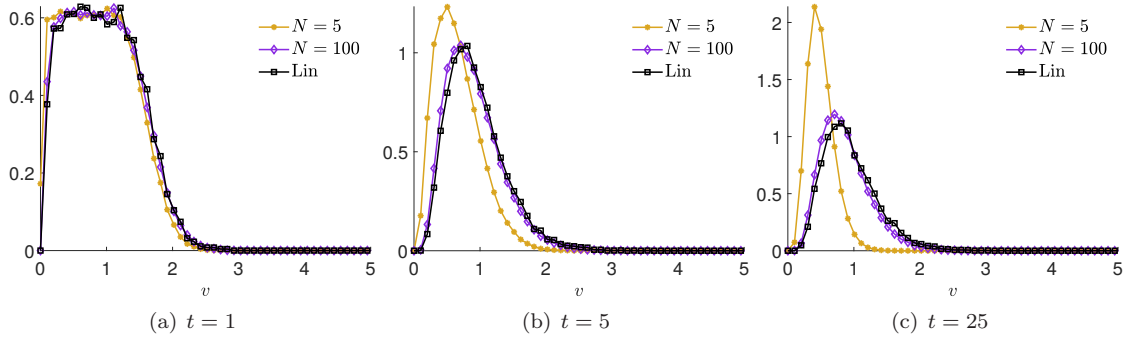 0.6
0.4
0.2
0
0 1 2 3 4 5
v
N = 5
N = 100
Lin
(a) t = 1
1
0.5
0
0 1 2 3 4 5
v
N = 5
N = 100
Lin
(b) t = 5
2
1.5
1
0.5
0
0 1 2 3 4 5
v
N = 5
N = 100
Lin
(c) t = 25